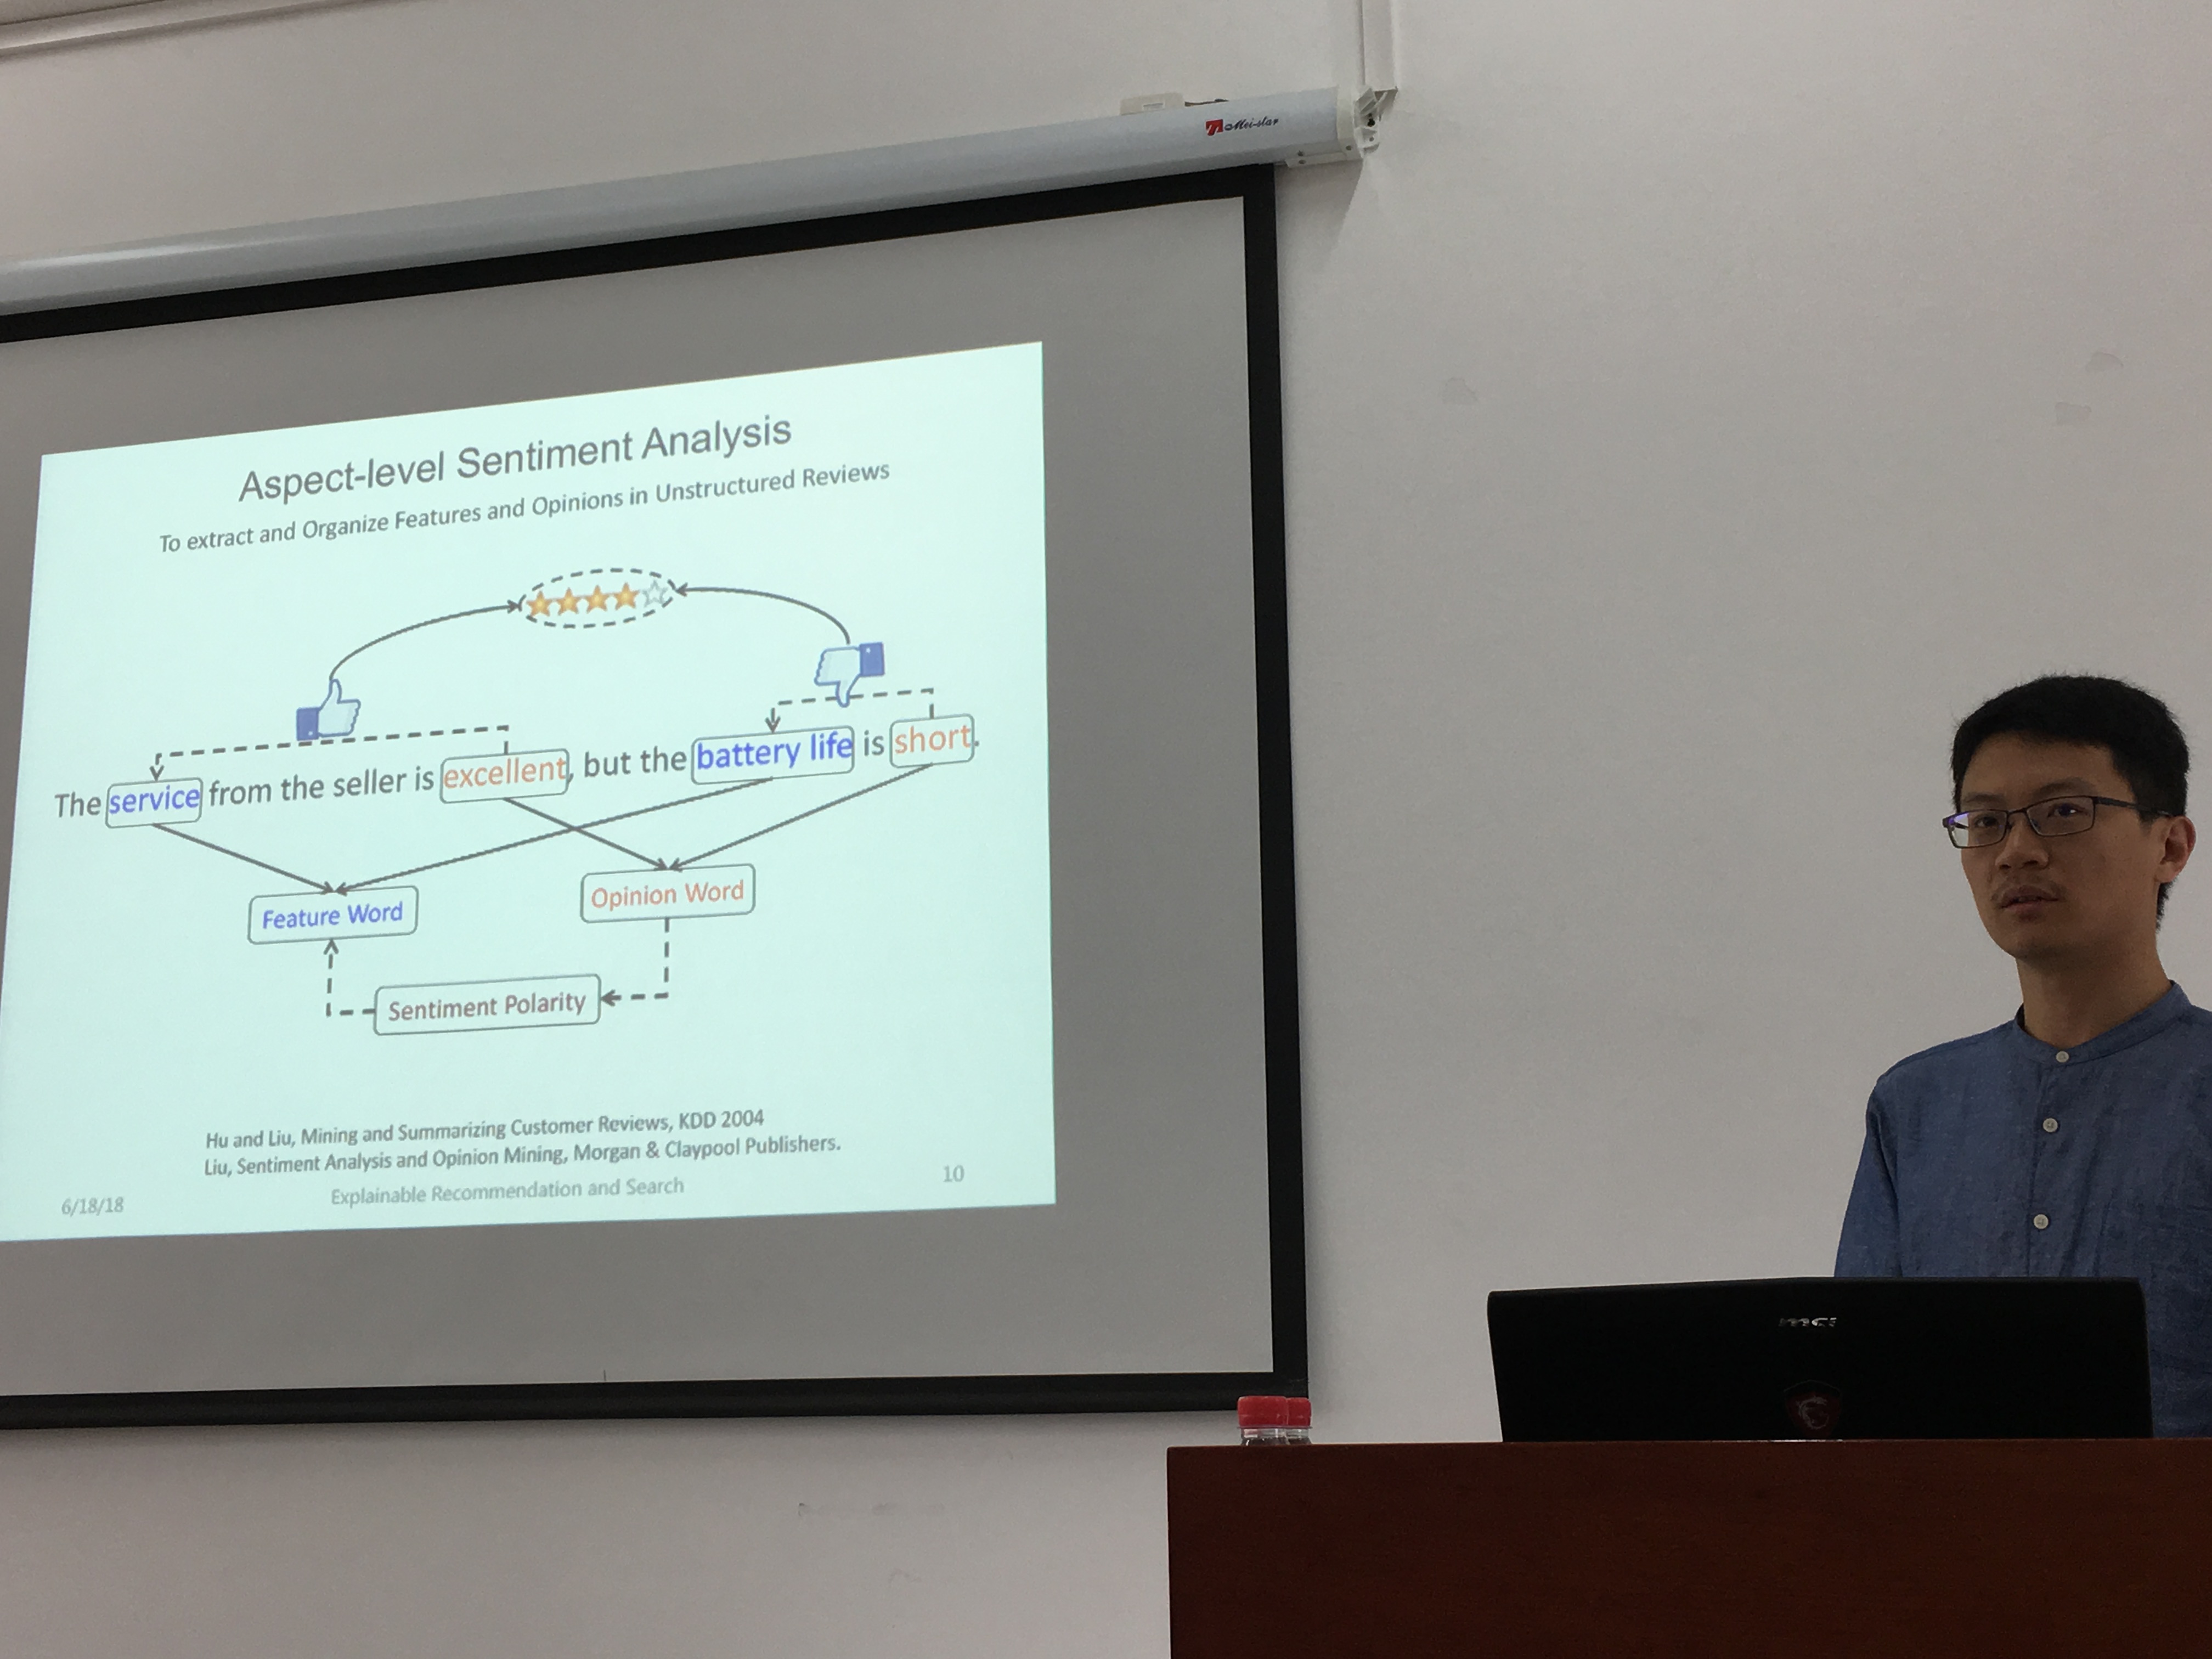 Mei-star
Aspect-level Sentiment Analysis
To extract and Organize Features and Opinions in Unstructured Reviews
The service from the seller is excellent, but the battery life is short.
Feature Word
Opinion Word
Sentiment Polarity
Hu and Liu, Mining and Summarizing Customer Reviews, KDD 2004
Liu, Sentiment Analysis and Opinion Mining, Morgan & Claypool Publishers.
6/18/18
Explainable Recommendation and Search
10
msi